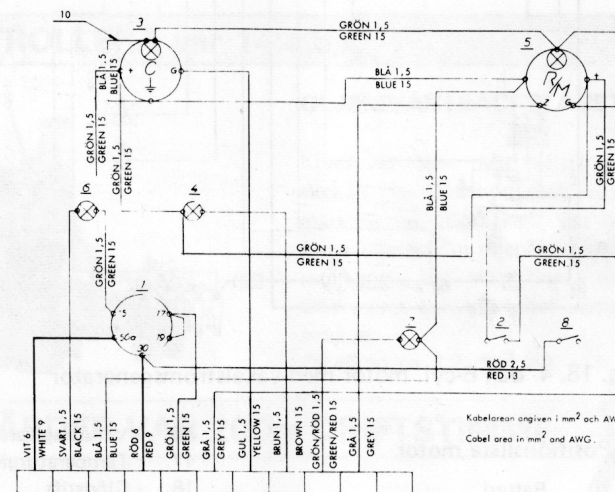 10
3
GRÖN 1,5
GREEN 15
5
+
C
G
BLÅ 1,5
BLUE 15
BLÅ 1,5
BLUE 15
R/M
+
G
GRÖN 1,5
GREEN 15
GRÖN 1,5
GREEN 15
GRÖN 1,5
GREEN 15
BLÅ 1,5
BLUE 15
6
4
GRÖN 1,5
GREEN 15
GRÖN 1,5
GREEN 15
GRÖN 1,5
GREEN 15
1
15
17
50a
19
30
7
2
8
RÖD 2,5
RED 13
Kabelarean angiven i mm² och AW
Cabel area in mm² and AWG.
VIT 6
WHITE 9
SVART 1,5
BLACK 15
BLÅ 1,5
BLUE 15
RÖD 6
RED 9
GRÖN 1,5
GREEN 15
GRÅ 1,5
GREY 15
GUL 1,5
YELLOW 15
BRUN 1,5
BROWN 15
GRÖN/RÖD 1,5
GREEN/RED 15
GRÅ 1,5
GREY 15